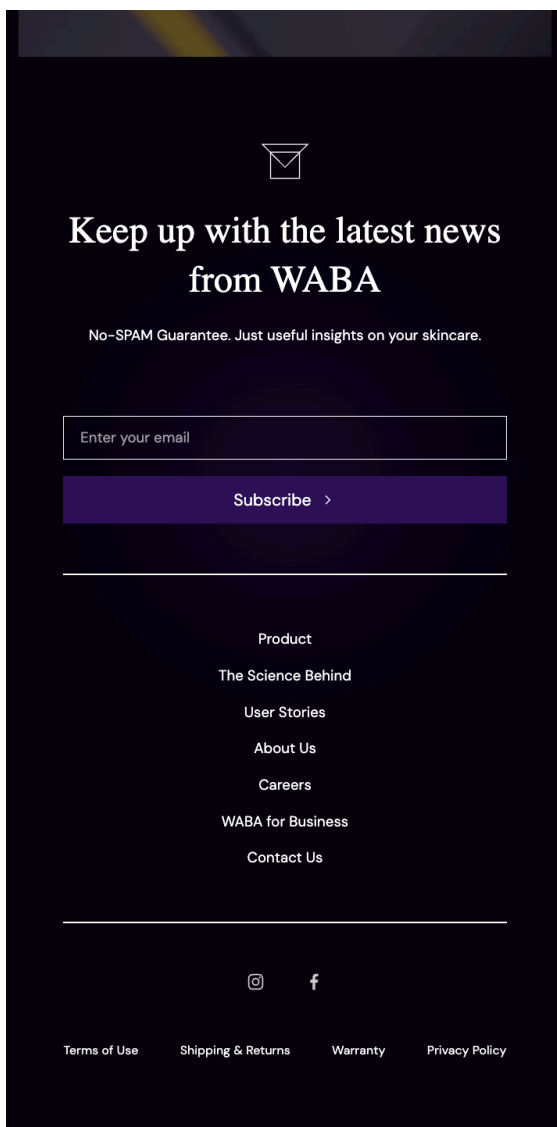 Keep up with the latest news
from WABA
No-SPAM Guarantee. Just useful insights on your skincare.
Enter your email
Subscribe
Product
The Science Behind
User Stories
About Us
Careers
WABA for Business
Contact Us
Terms of Use Shipping & Returns Warranty Privacy Policy